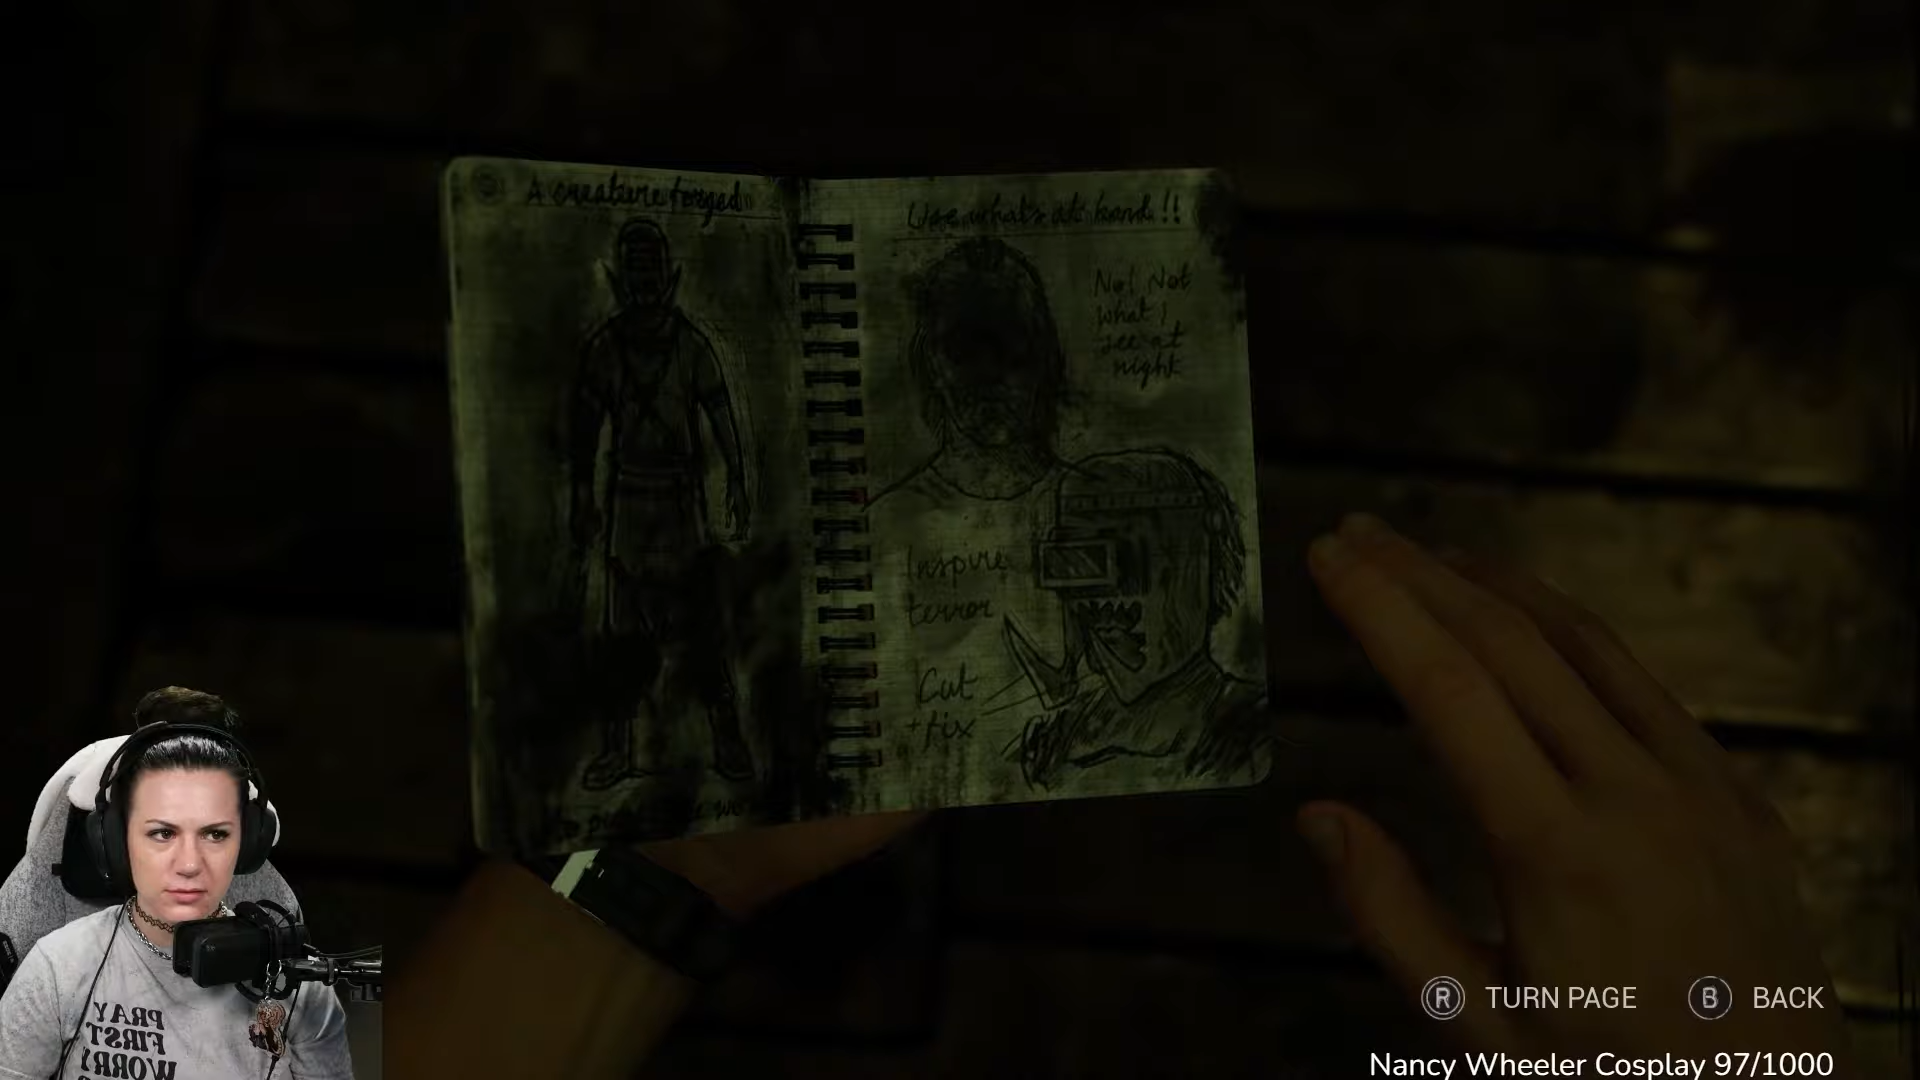 A creature forged
Use what's at hand!!
No! Not
what I
see at
night
Inspire
terror
Cut
+ fix
PRAY
FIRST
WORRY
R TURN PAGE B BACK
Nancy Wheeler Cosplay 97/1000